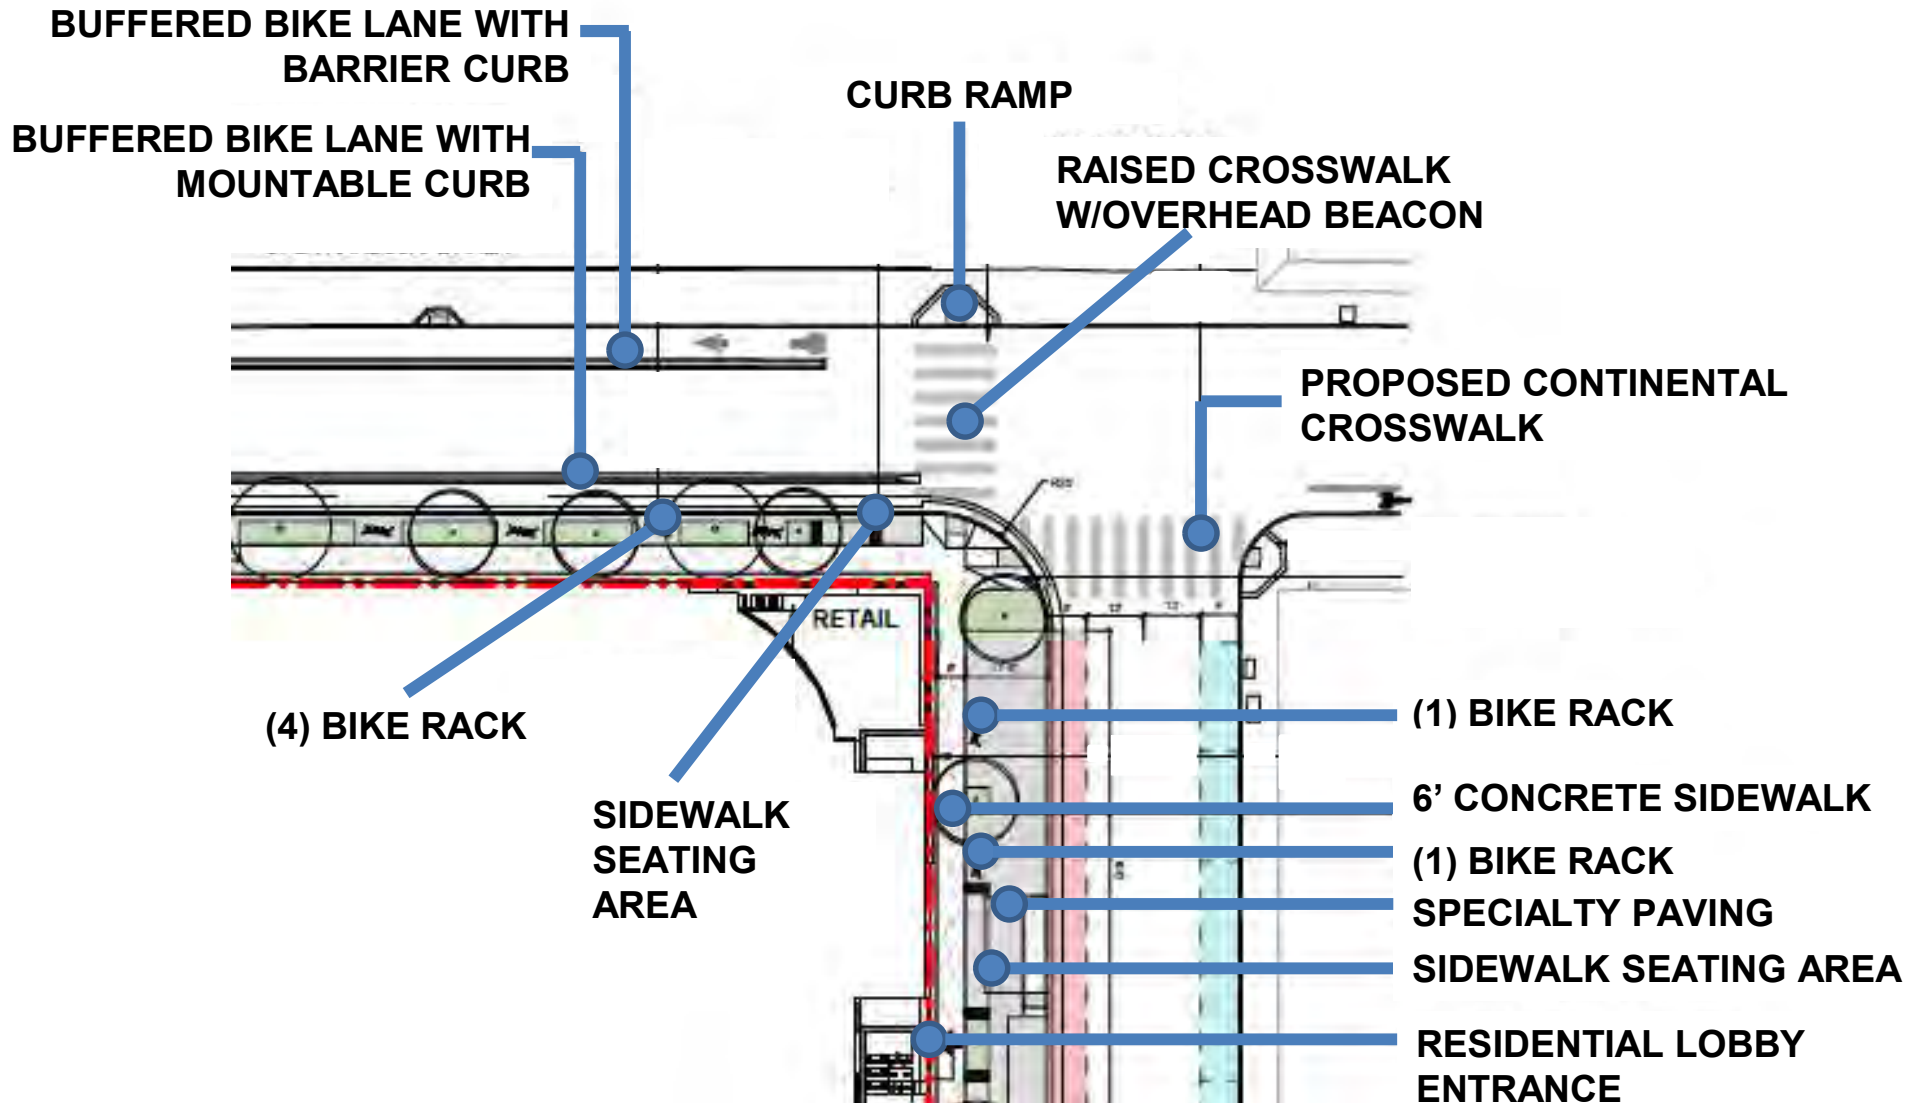 BUFFERED BIKE LANE WITH
BARRIER CURB
CURB RAMP
BUFFERED BIKE LANE WITH
MOUNTABLE CURB
RAISED CROSSWALK
W/OVERHEAD BEACON
PROPOSED CONTINENTAL
CROSSWALK
RETAIL
(4) BIKE RACK
(1) BIKE RACK
SIDEWALK
SEATING
AREA
6’ CONCRETE SIDEWALK
(1) BIKE RACK
SPECIALTY PAVING
SIDEWALK SEATING AREA
RESIDENTIAL LOBBY
ENTRANCE